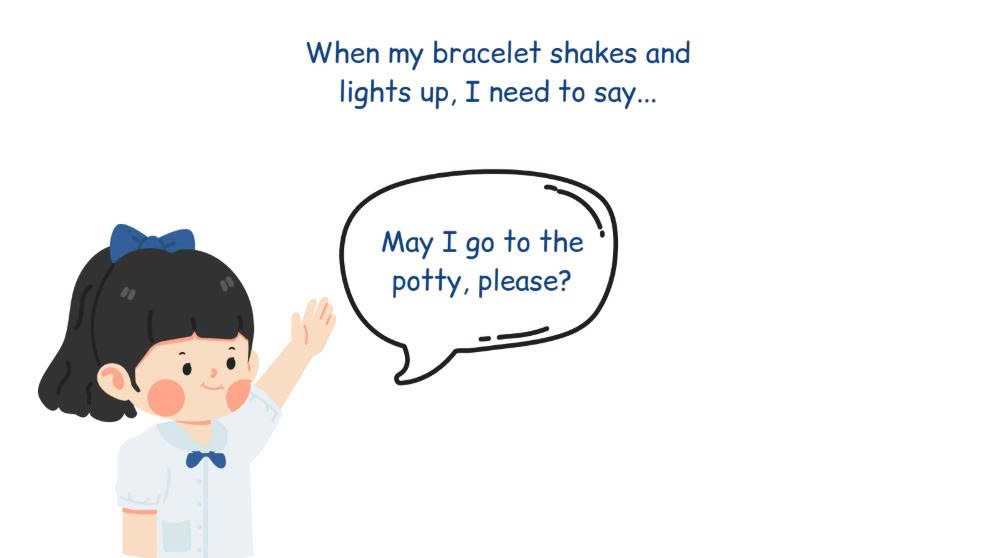 When my bracelet shakes and
lights up, I need to say...
May I go to the
potty, please?